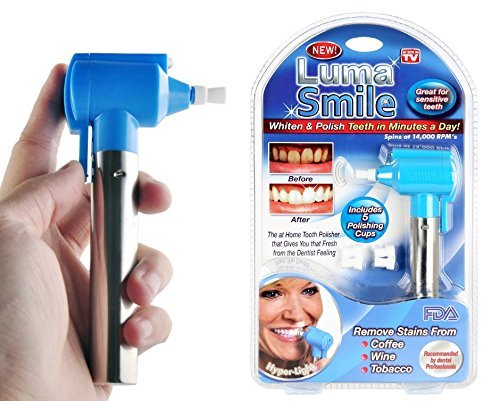 NEW!
AS SEEN ON
TV
Luma
Smile
Great for
sensitive
teeth
Whiten & Polish Teeth in Minutes a Day!
Spins at 14,000 RPM's
Before
After
Includes
5
Polishing
Cups
The at Home Tooth Polisher
that Gives You that Fresh
from the Dentist Feeling
FDA
Remove Stains From
Coffee
Wine
Tobacco
Recommended
by dental
Professionals
Hyper-Light